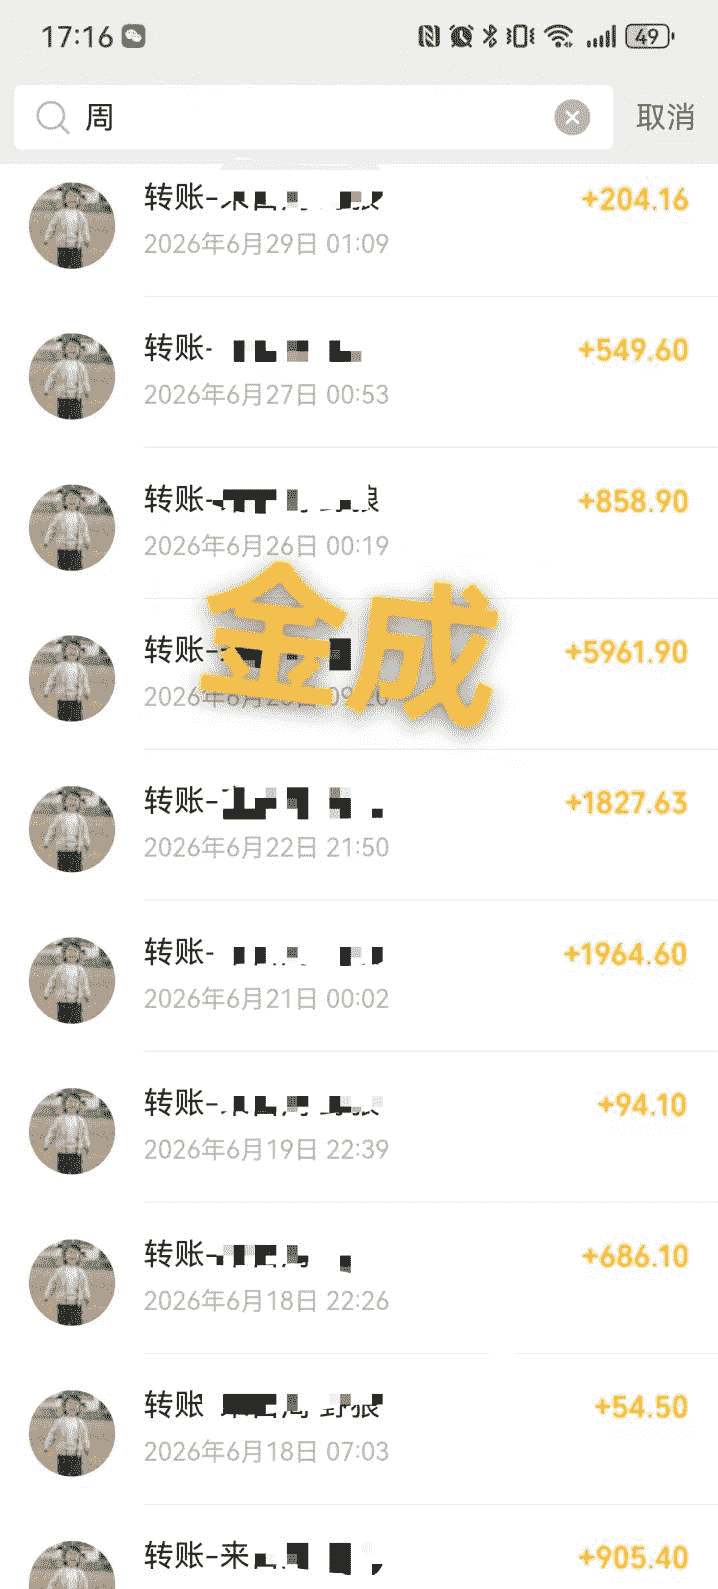 17:16
49
周
取消
转账-
+204.16
2026年6月29日 01:09
转账-
+549.60
2026年6月27日 00:53
转账-
+858.90
2026年6月26日 00:19
金成
转账-
+5961.90
2026年6月
转账-
+1827.63
2026年6月22日 21:50
转账-
+1964.60
2026年6月21日 00:02
转账-
+94.10
2026年6月19日 22:39
转账-
+686.10
2026年6月18日 22:26
转账
+54.50
2026年6月18日 07:03
转账-来
+905.40